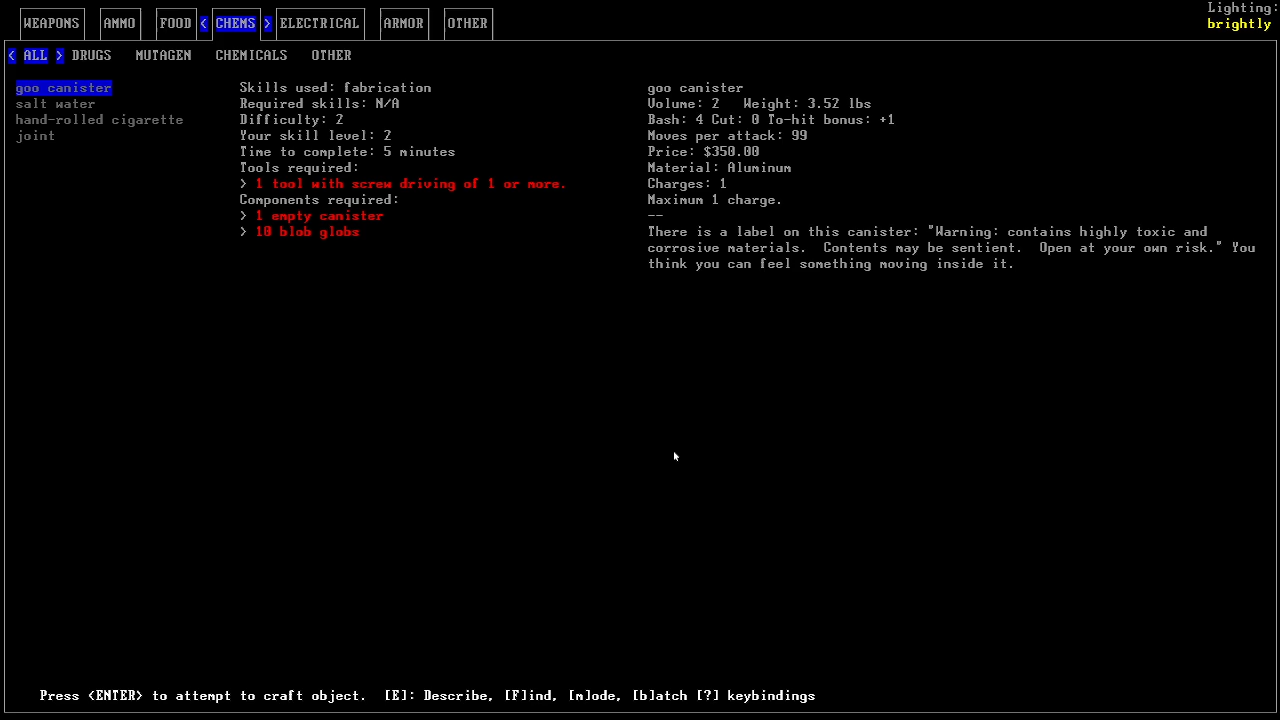 WEAPONS AMMO FOOD < CHEMS > ELECTRICAL ARMOR OTHER
Lighting:
brightly
< ALL > DRUGS MUTAGEN CHEMICALS OTHER
goo canister
salt water
hand-rolled cigarette
joint
Skills used: fabrication
Required skills: N/A
Difficulty: 2
Your skill level: 2
Time to complete: 5 minutes
Tools required:
> 1 tool with screw driving of 1 or more.
Components required:
> 1 empty canister
> 10 blob globs
goo canister
Volume: 2 Weight: 3.52 lbs
Bash: 4 Cut: 0 To-hit bonus: +1
Moves per attack: 99
Price: $350.00
Material: Aluminum
Charges: 1
Maximum 1 charge.
--
There is a label on this canister: "Warning: contains highly toxic and
corrosive materials. Contents may be sentient. Open at your own risk." You
think you can feel something moving inside it.
Press <ENTER> to attempt to craft object. [E]: Describe, [F]ind, [m]ode, [b]atch [?] keybindings